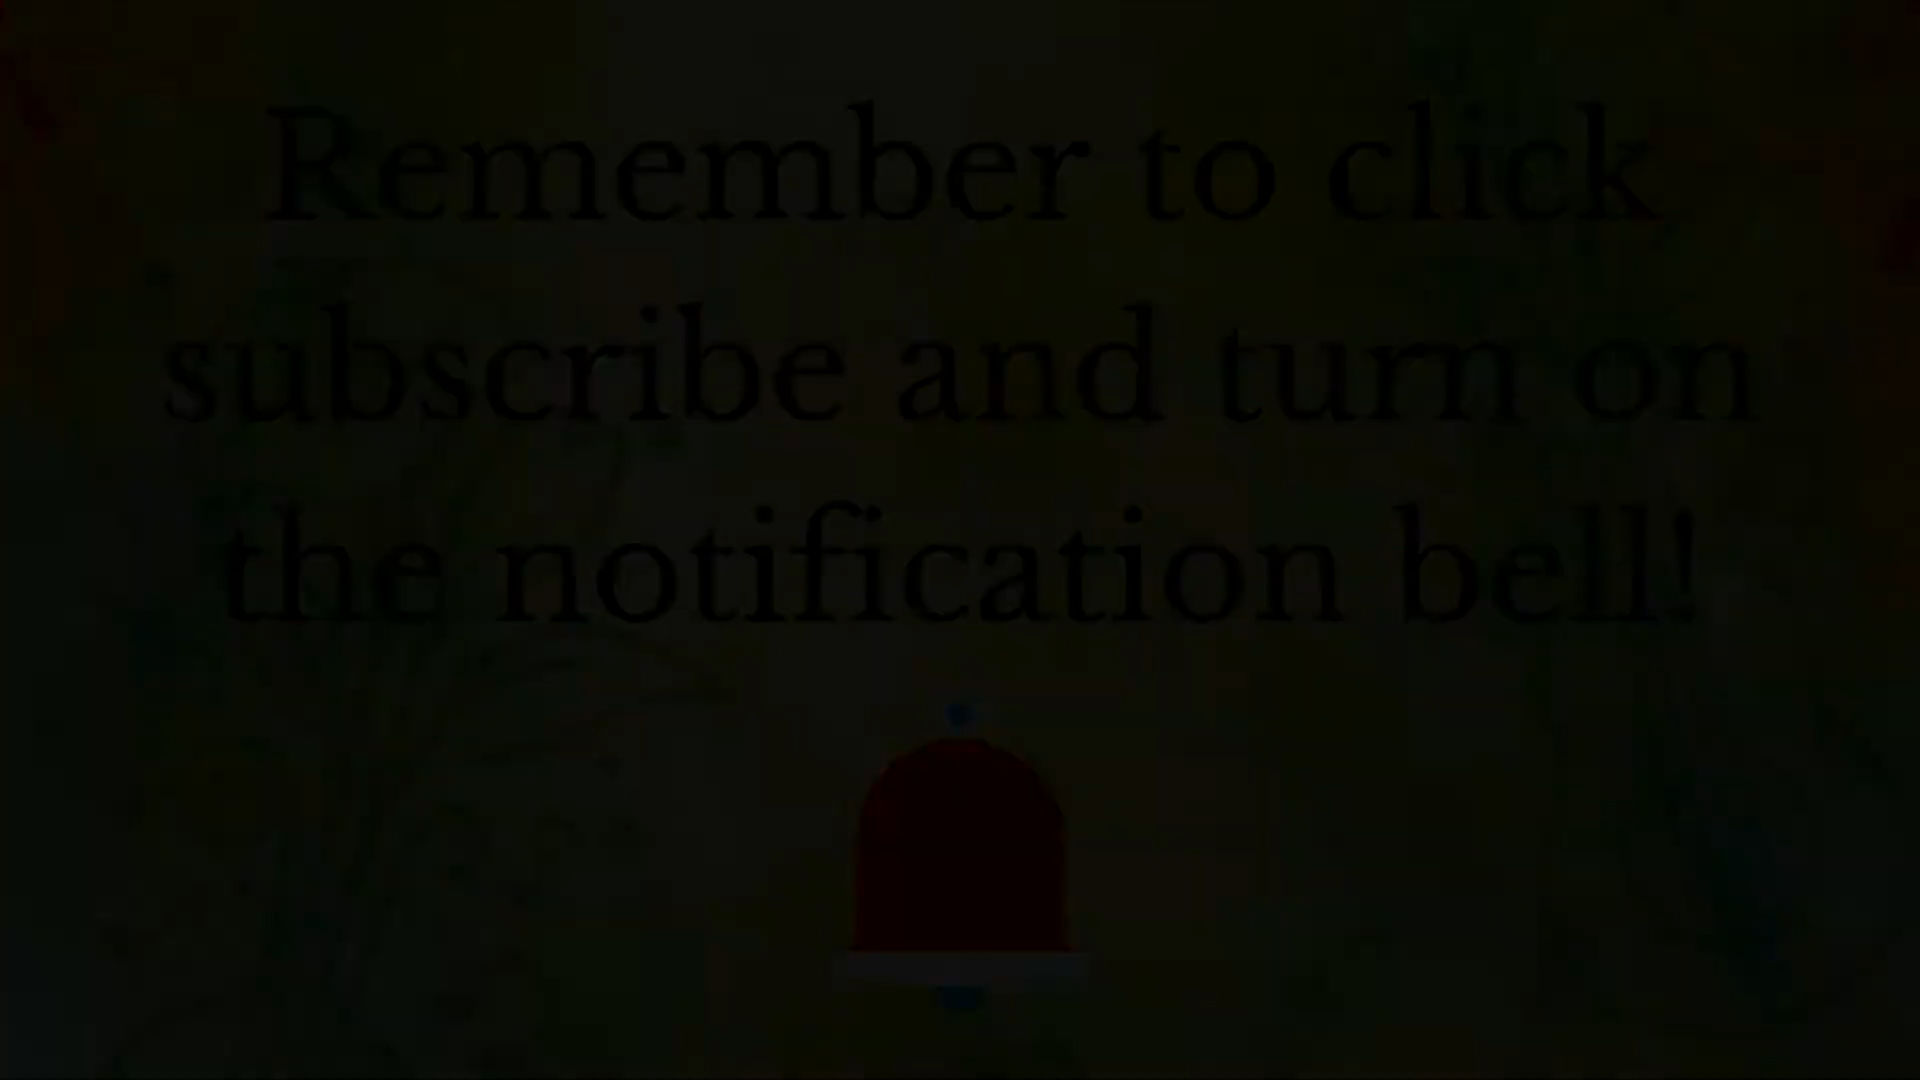 Remember to click
subscribe and turn on
the notification bell!